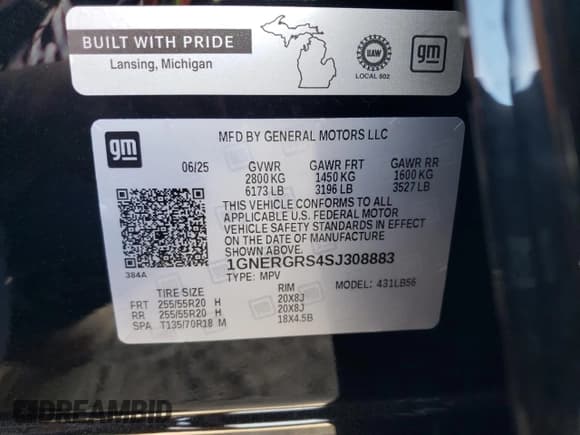 BUILT WITH PRIDE
Lansing, Michigan
UAW
LOCAL 602
gm
gm
MFD BY GENERAL MOTORS LLC
06/25 GVWR GAWR FRT GAWR RR
2800 KG 1450 KG 1600 KG
6173 LB 3196 LB 3527 LB
THIS VEHICLE CONFORMS TO ALL
APPLICABLE U.S. FEDERAL MOTOR
VEHICLE SAFETY STANDARDS IN EFFECT
ON THE DATE OF MANUFACTURE
SHOWN ABOVE.
384A
1GNERGRS4SJ308883
TYPE: MPV MODEL: 431LB56
TIRE SIZE RIM
FRT 255/55R20 H 20X8J
RR 255/55R20 H 20X8J
SPA T135/70R18 M 18X4.5B
DREAMBID